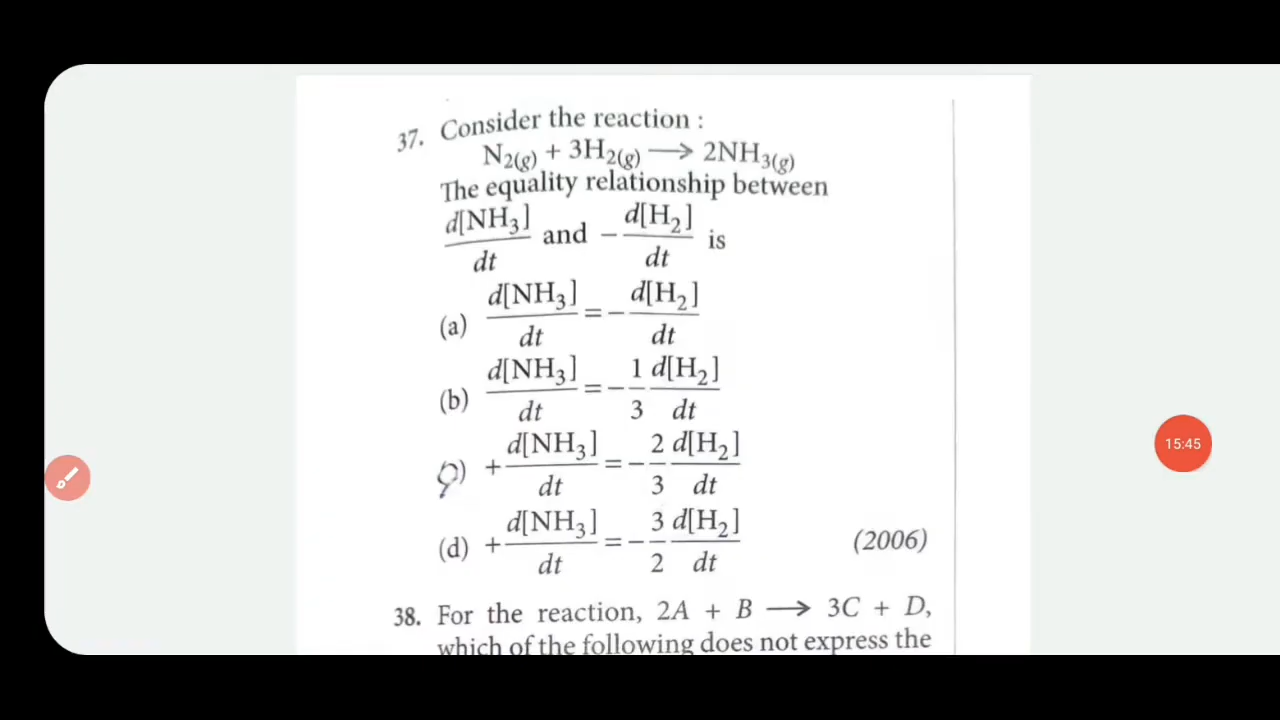 37. Consider the reaction :
N2(g) + 3H2(g) ⟶ 2NH3(g)
The equality relationship between
d[NH3]/dt and − d[H2]/dt is
(a) d[NH3]/dt = − d[H2]/dt
(b) d[NH3]/dt = − 1/3 d[H2]/dt
) + d[NH3]/dt = − 2/3 d[H2]/dt
(d) + d[NH3]/dt = − 3/2 d[H2]/dt (2006)
38. For the reaction, 2A + B ⟶ 3C + D,
which of the following does not express the
15:45